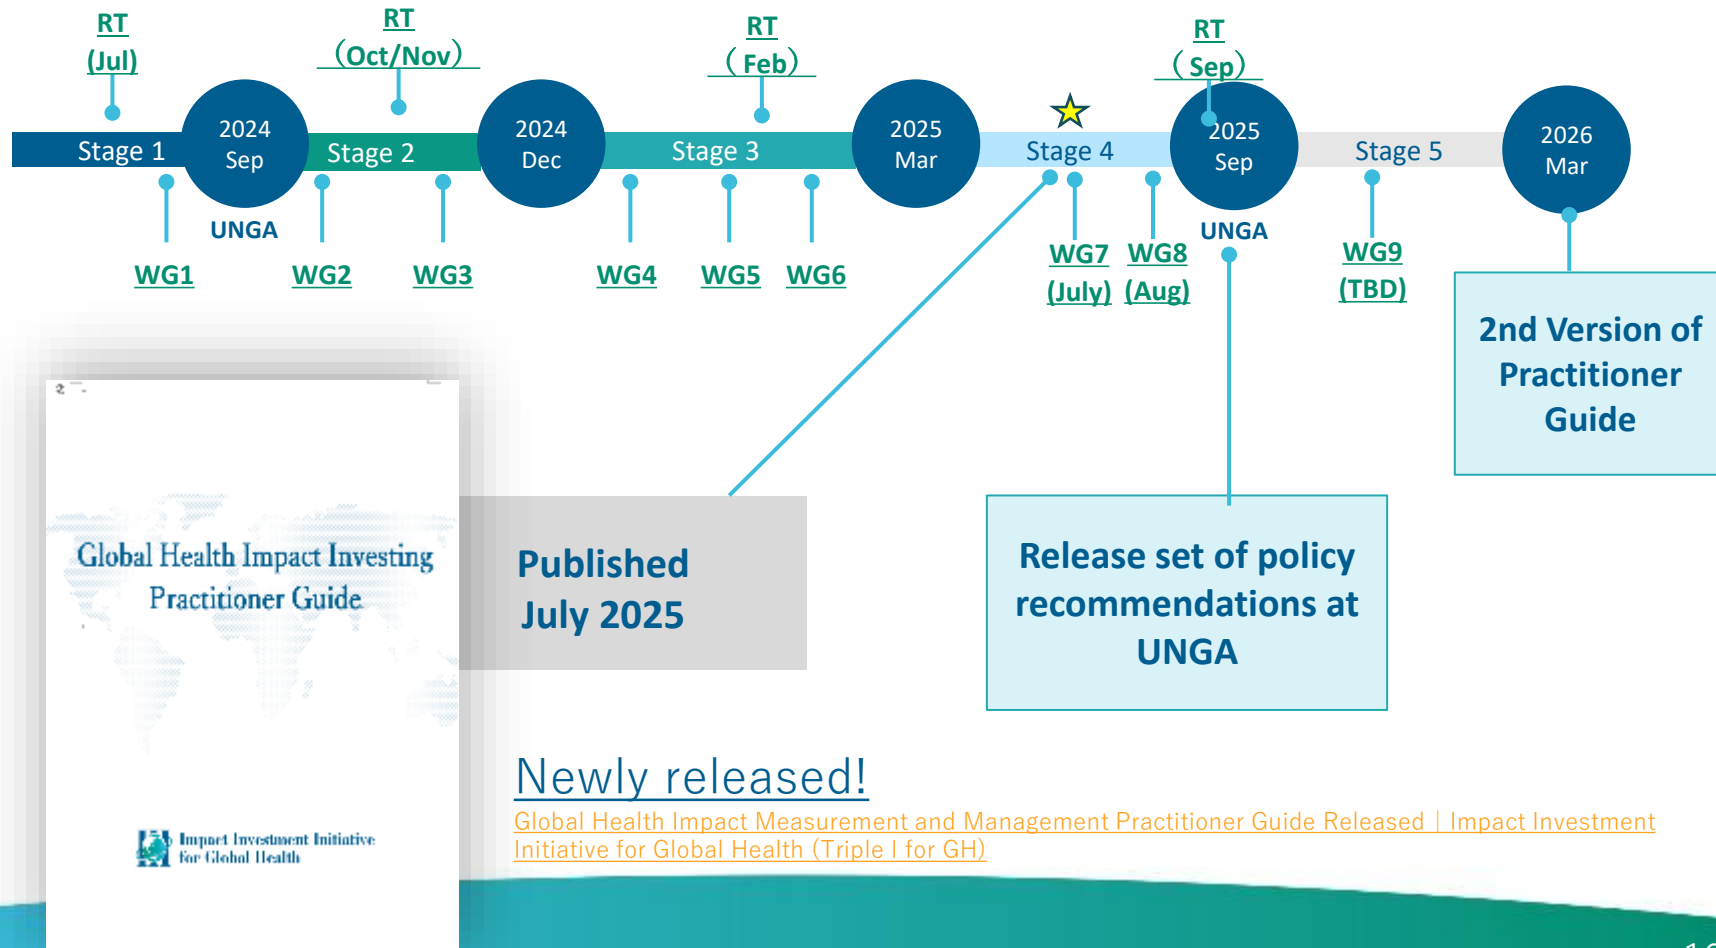 RT
(Jul)
RT
（Oct/Nov）
RT
（ Feb）
RT
（ Sep）
Stage 1
2024
Sep
Stage 2
2024
Dec
Stage 3
2025
Mar
Stage 4
2025
Sep
Stage 5
2026
Mar
UNGA
UNGA
WG1
WG2
WG3
WG4
WG5
WG6
WG7
(July)
WG8
(Aug)
WG9
(TBD)
2nd Version of
Practitioner
Guide
Global Health Impact Investing
Practitioner Guide
Impact Investment Initiative
for Global Health
Published
July 2025
Release set of policy
recommendations at
UNGA
Newly released!
Global Health Impact Measurement and Management Practitioner Guide Released | Impact Investment
Initiative for Global Health (Triple I for GH)